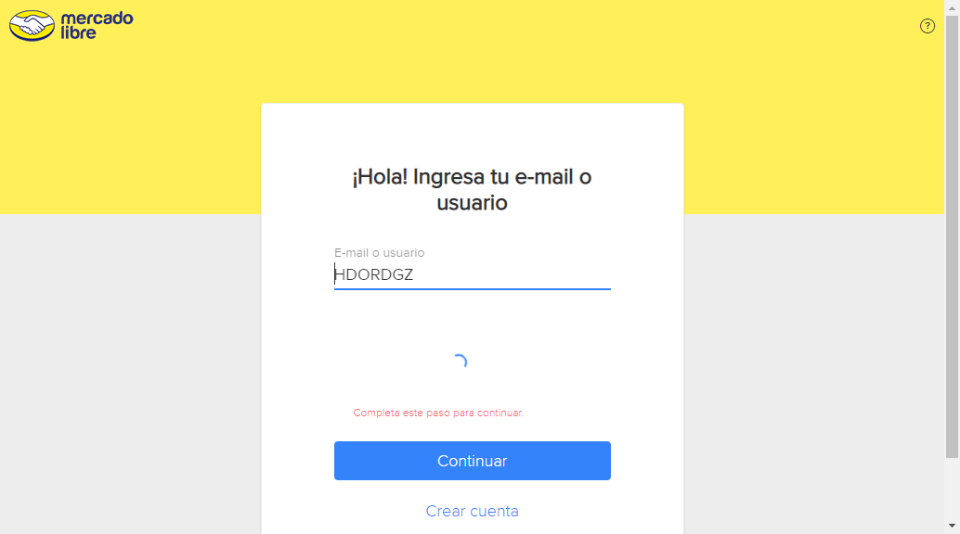 mercado
libre
?
¡Hola! Ingresa tu e-mail o
usuario
E-mail o usuario
HDORDGZ
Completa este paso para continuar.
Continuar
Crear cuenta